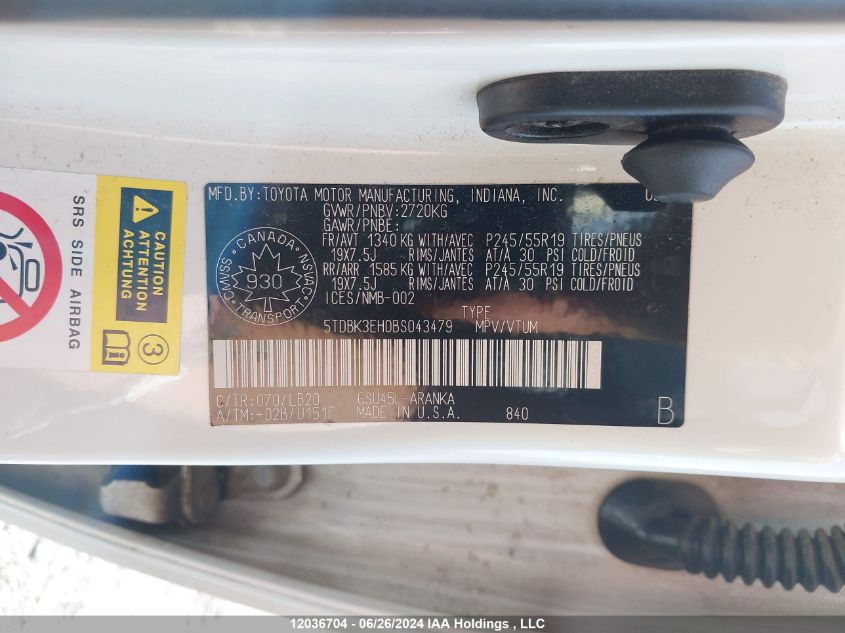 MFD.BY:TOYOTA MOTOR MANUFACTURING, INDIANA, INC.
GVWR/PNBV:2720KG
GAWR/PNBE:
FR/AVT 1340KG WITH/AVEC P245/55R19 TIRES/PNEUS
19X7.5J RIMS/JANTES AT/A 30 PSI COLD/FROID
RR/ARR 1585KG WITH/AVEC P245/55R19 TIRES/PNEUS
19X7.5J RIMS/JANTES AT/A 30 PSI COLD/FROID
ICES/NMB-002
TYPE
5TDBK3EH0BS043479 MPV/VTUM
C/TR:070/LB20 GSU45L-ARANKA
A/TM:-02B/U151F MADE IN U.S.A. 840
B
CANADA
CMVSS 930 NSVAC
TRANSPORT
SRS SIDE AIRBAG
CAUTION
ATTENTION
ACHTUNG
3
12036704 - 06/26/2024 IAA Holdings , LLC